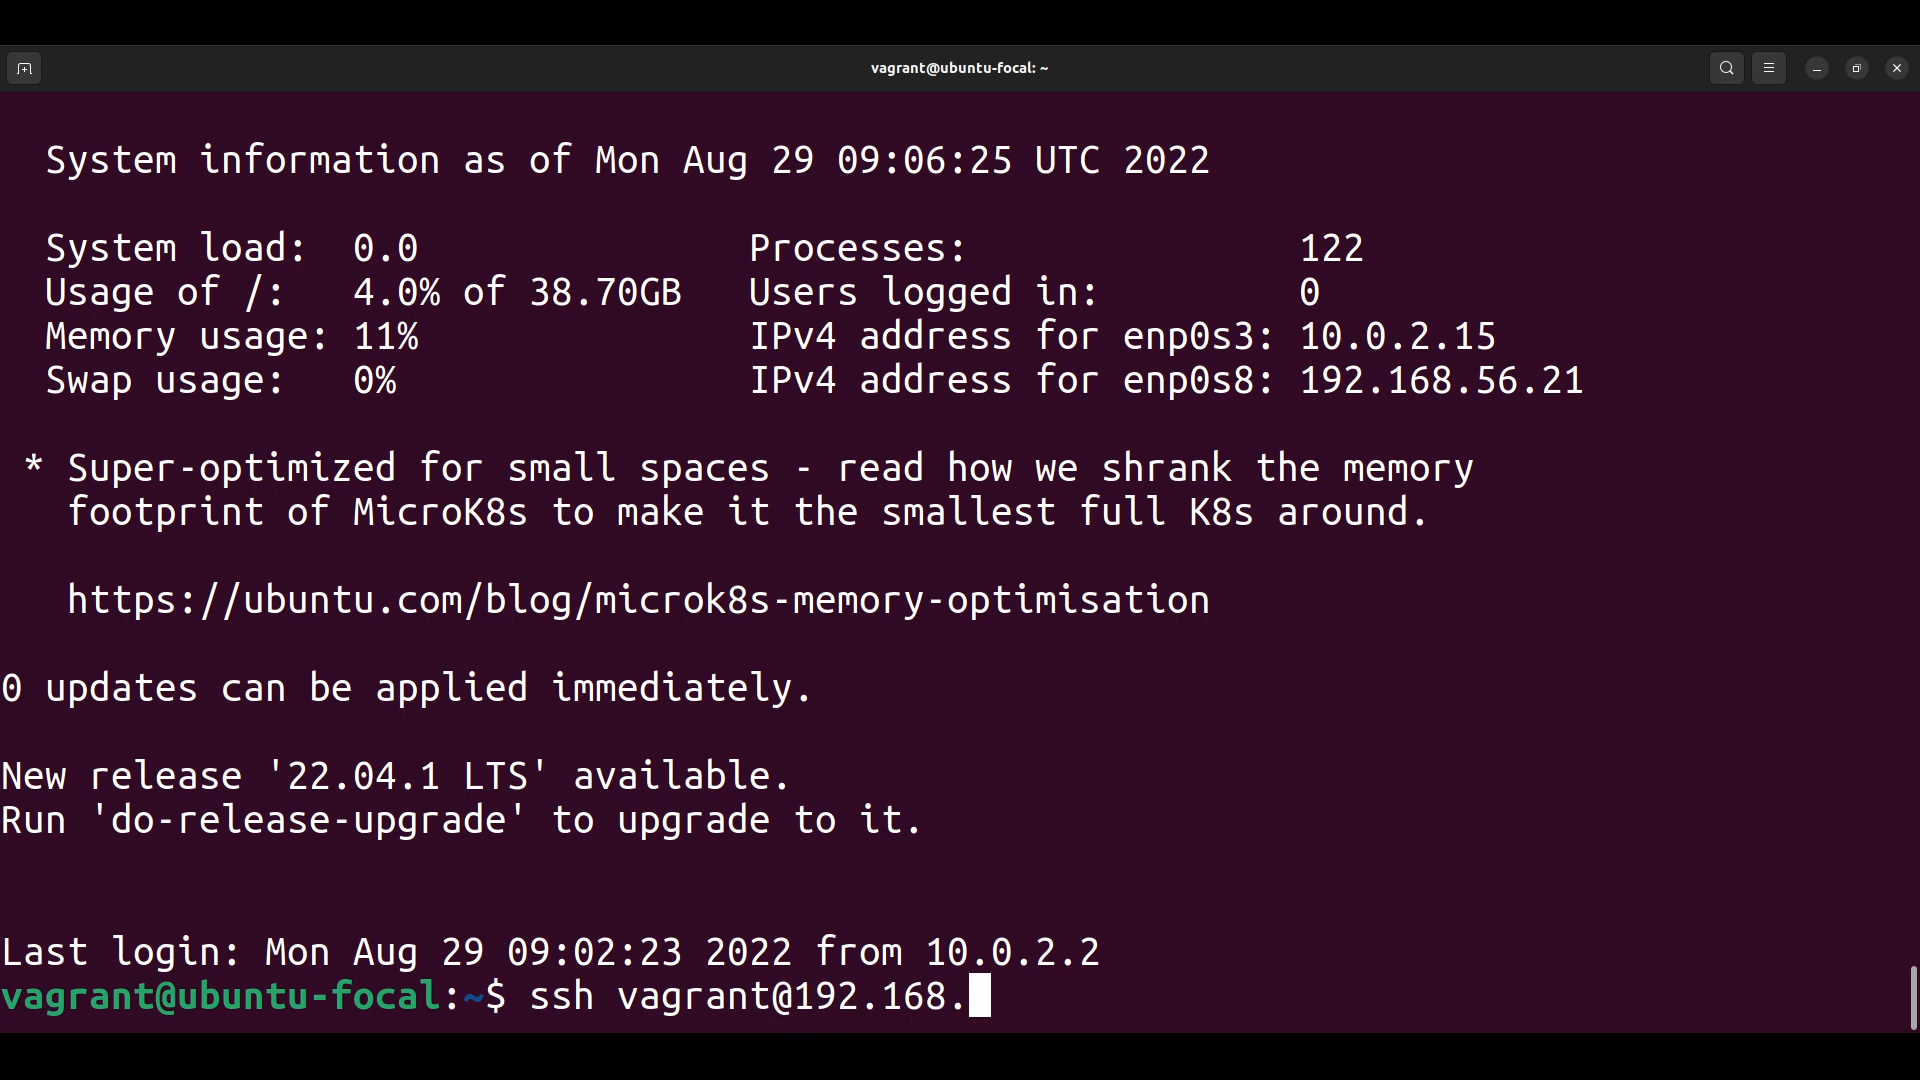 vagrant@ubuntu-focal: ~
System information as of Mon Aug 29 09:06:25 UTC 2022
System load:  0.0               Processes:               122
Usage of /:   4.0% of 38.70GB   Users logged in:         0
Memory usage: 11%               IPv4 address for enp0s3: 10.0.2.15
Swap usage:   0%                IPv4 address for enp0s8: 192.168.56.21
* Super-optimized for small spaces - read how we shrank the memory
footprint of MicroK8s to make it the smallest full K8s around.
https://ubuntu.com/blog/microk8s-memory-optimisation
0 updates can be applied immediately.
New release '22.04.1 LTS' available.
Run 'do-release-upgrade' to upgrade to it.
Last login: Mon Aug 29 09:02:23 2022 from 10.0.2.2
vagrant@ubuntu-focal:~$ ssh vagrant@192.168.